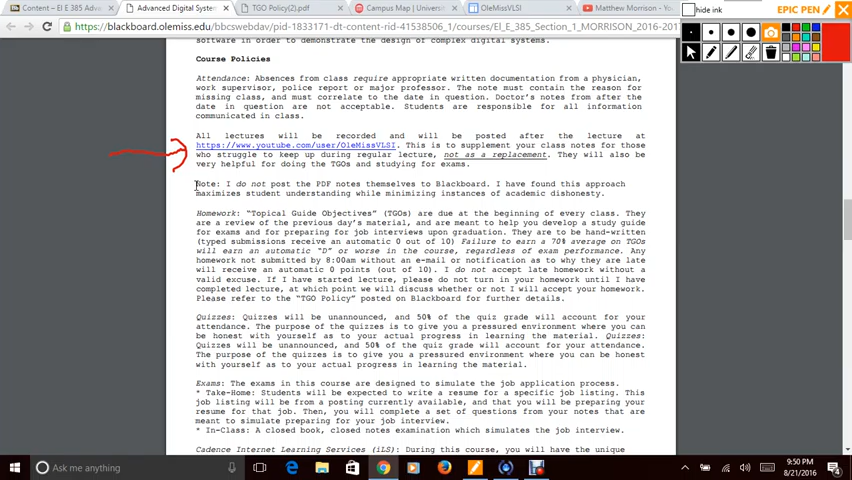 Content – El E 385 Adva
Advanced Digital System
TGO Policy(2).pdf
Campus Map | Universi
OleMissVLSI
Matthew Morrison - You
hide ink
EPIC PEN
https://blackboard.olemiss.edu/bbcswebdav/pid-1833171-dt-content-rid-41538506_1/courses/El_E_385_Section_1_MORRISON_2016-2017
software in order to demonstrate the design of complex digital systems.
Course Policies
Attendance: Absences from class require appropriate written documentation from a physician,
work supervisor, police report or major professor. The note must contain the reason for
missing class, and must correlate to the date in question. Doctor's notes from after the
date in question are not acceptable. Students are responsible for all information
communicated in class.
All lectures will be recorded and will be posted after the lecture at
https://www.youtube.com/user/OleMissVLSI. This is to supplement your class notes for those
who struggle to keep up during regular lecture, not as a replacement. They will also be
very helpful for doing the TGOs and studying for exams.
Note: I do not post the PDF notes themselves to Blackboard. I have found this approach
maximizes student understanding while minimizing instances of academic dishonesty.
Homework: "Topical Guide Objectives" (TGOs) are due at the beginning of every class. They
are a review of the previous day's material, and are meant to help you develop a study guide
for exams and for preparing for job interviews upon graduation. They are to be hand-written
(typed submissions receive an automatic 0 out of 10) Failure to earn a 70% average on TGOs
will earn an automatic "D" or worse in the course, regardless of exam performance. Any
homework not submitted by 8:00am without an e-mail or notification as to why they are late
will receive an automatic 0 points (out of 10). I do not accept late homework without a
valid excuse. If I have started lecture, please do not turn in your homework until I have
completed lecture, at which point we will discuss whether or not I will accept your homework.
Please refer to the "TGO Policy" posted on Blackboard for further details.
Quizzes: Quizzes will be unannounced, and 50% of the quiz grade will account for your
attendance. The purpose of the quizzes is to give you a pressured environment where you can
be honest with yourself as to your actual progress in learning the material. Quizzes:
Quizzes will be unannounced, and 50% of the quiz grade will account for your attendance.
The purpose of the quizzes is to give you a pressured environment where you can be honest
with yourself as to your actual progress in learning the material.
Exams: The exams in this course are designed to simulate the job application process.
* Take-Home: Students will be expected to write a resume for a specific job listing. This
job listing will be from a posting currently available, and that you will be preparing your
resume for that job. Then, you will complete a set of questions from your notes that are
meant to simulate preparing for your job interview.
* In-Class: A closed book, closed notes examination which simulates the job interview.
Cadence Internet Learning Services (iLS): During this course, you will have the unique
Ask me anything
9:50 PM
8/21/2016
4